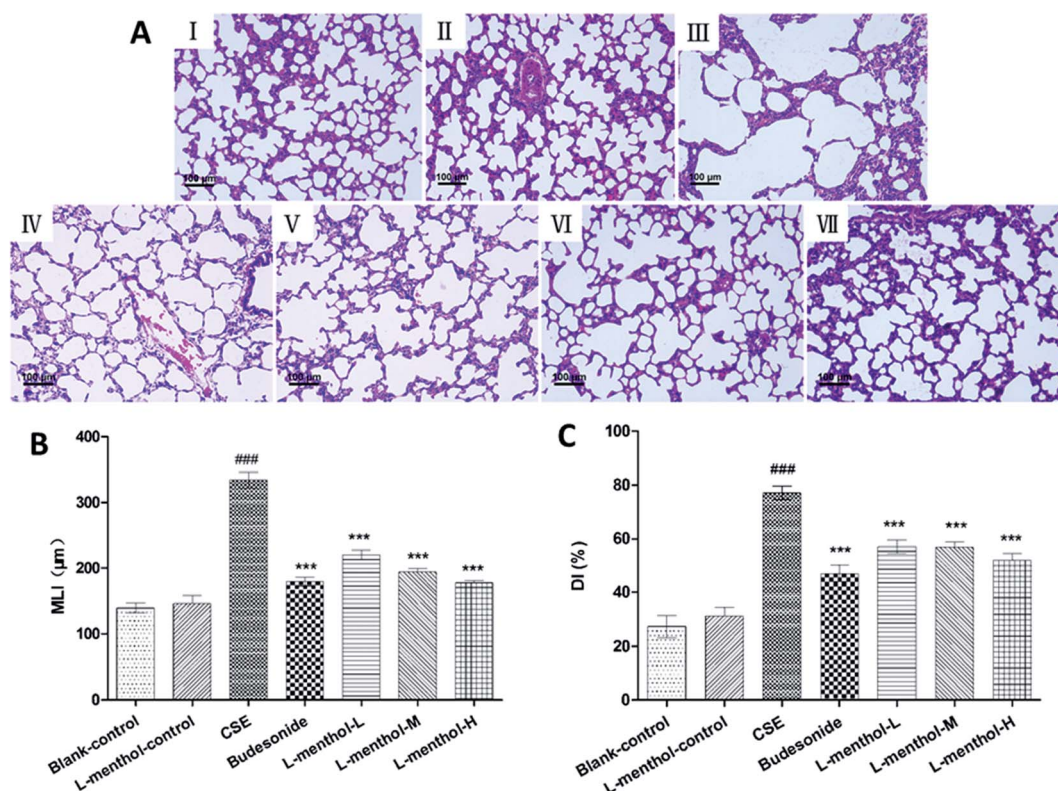 A
I
II
III
100 μm
100 μm
100 μm
IV
V
VI
VII
100 μm
100 μm
100 μm
100 μm
B
MLI (μm)
400
300
200
100
0
###
***
***
***
***
Blank-control
L-menthol-control
CSE
Budesonide
L-menthol-L
L-menthol-M
L-menthol-H
C
DI (%)
100
80
60
40
20
0
###
***
***
***
***
Blank-control
L-menthol-control
CSE
Budesonide
L-menthol-L
L-menthol-M
L-menthol-H